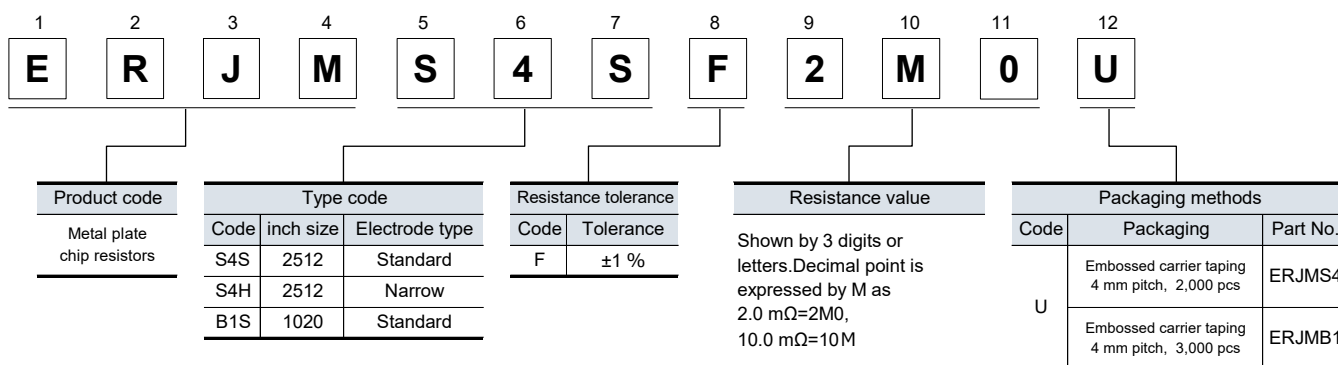 1 2 3 4 5 6 7 8 9 10 11 12
E R J M S 4 S F 2 M 0 U
Product code
Metal plate
chip resistors
Type code
Code inch size Electrode type
S4S 2512 Standard
S4H 2512 Narrow
B1S 1020 Standard
Resistance tolerance
Code Tolerance
F ±1 %
Resistance value
Shown by 3 digits or
letters.Decimal point is
expressed by M as
2.0 mΩ=2M0,
10.0 mΩ=10M
Packaging methods
Code Packaging Part No.
U
Embossed carrier taping
4 mm pitch, 2,000 pcs
ERJMS4
Embossed carrier taping
4 mm pitch, 3,000 pcs
ERJMB1